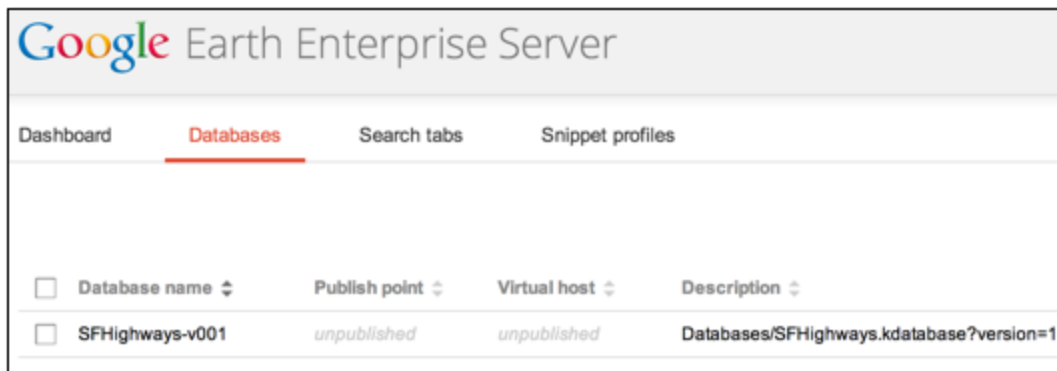 Google Earth Enterprise Server
Dashboard Databases Search tabs Snippet profiles
Database name Publish point Virtual host Description
SFHighways-v001 unpublished unpublished Databases/SFHighways.kdatabase?version=1